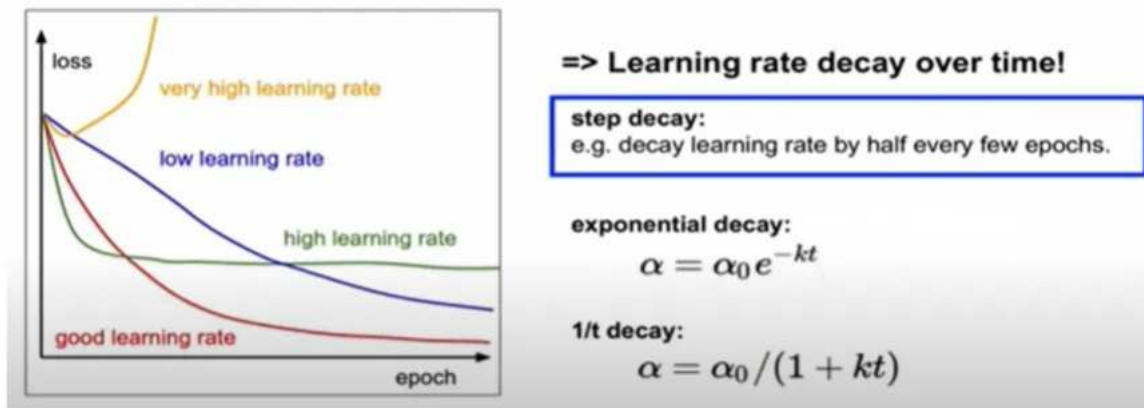 loss
very high learning rate
low learning rate
high learning rate
good learning rate
epoch
=> Learning rate decay over time!
step decay:
e.g. decay learning rate by half every few epochs.
exponential decay:
α = α₀e^{−kt}
1/t decay:
α = α₀/(1 + kt)